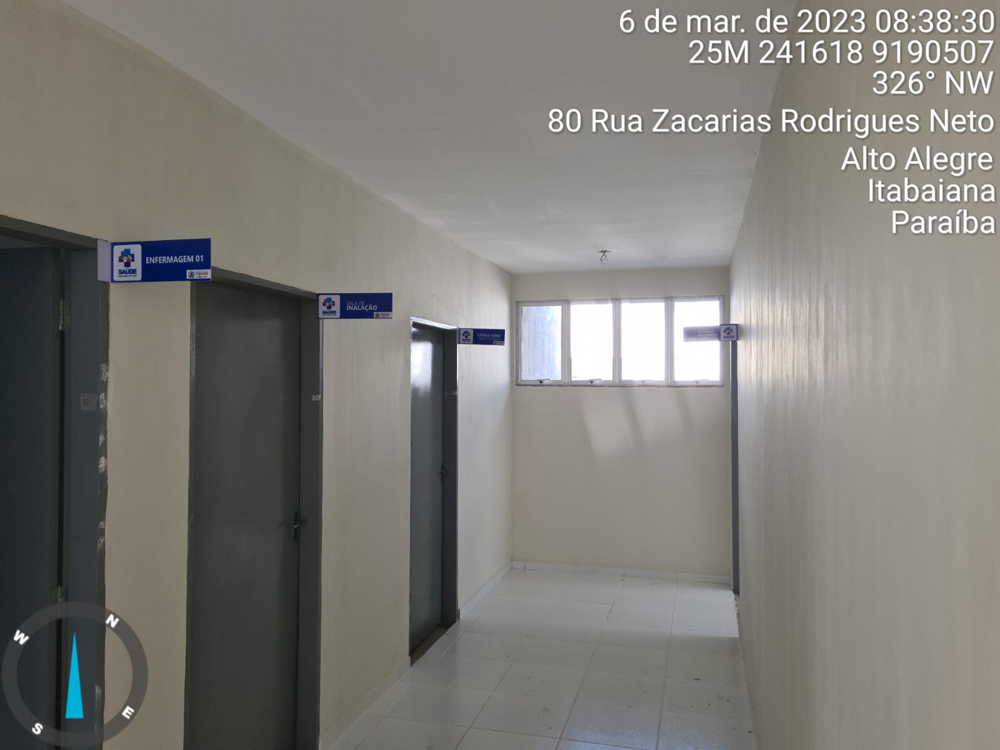 6 de mar. de 2023 08:38:30
25M 241618 9190507
326° NW
80 Rua Zacarias Rodrigues Neto
Alto Alegre
Itabaiana
Paraíba
SAÚDE
ENFERMAGEM 01
ITABAIANA
SAÚDE
SALA DE
INALAÇÃO
CONSULTÓRIO
ODONTOLÓGICO
SAÚDE
N
W
E
S